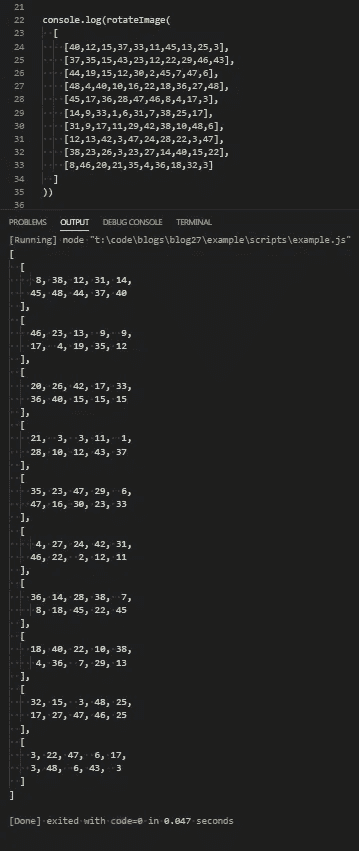 21
22 console.log(rotateImage(
23 [
24 [40,12,15,37,33,11,45,13,25,3],
25 [37,35,15,43,23,12,22,29,46,43],
26 [44,19,15,12,30,2,45,7,47,6],
27 [48,4,40,10,16,22,18,36,27,48],
28 [45,17,36,28,47,46,8,4,17,3],
29 [14,9,33,1,6,31,7,38,25,17],
30 [31,9,17,11,29,42,38,10,48,6],
31 [12,13,42,3,47,24,28,22,3,47],
32 [38,23,26,3,23,27,14,40,15,22],
33 [8,46,20,21,35,4,36,18,32,3]
34 ]
35 ))
36
PROBLEMS OUTPUT DEBUG CONSOLE TERMINAL
[Running] node "t:\code\blogs\blog27\example\scripts\example.js"
[
[
8, 38, 12, 31, 14,
45, 48, 44, 37, 40
],
[
46, 23, 13, 9, 9,
17, 4, 19, 35, 12
],
[
20, 26, 42, 17, 33,
36, 40, 15, 15, 15
],
[
21, 3, 3, 11, 1,
28, 10, 12, 43, 37
],
[
35, 23, 47, 29, 6,
47, 16, 30, 23, 33
],
[
4, 27, 24, 42, 31,
46, 22, 2, 12, 11
],
[
36, 14, 28, 38, 7,
8, 18, 45, 22, 45
],
[
18, 40, 22, 10, 38,
4, 36, 7, 29, 13
],
[
32, 15, 3, 48, 25,
17, 27, 47, 46, 25
],
[
3, 22, 47, 6, 17,
3, 48, 6, 43, 3
]
]
[Done] exited with code=0 in 0.047 seconds